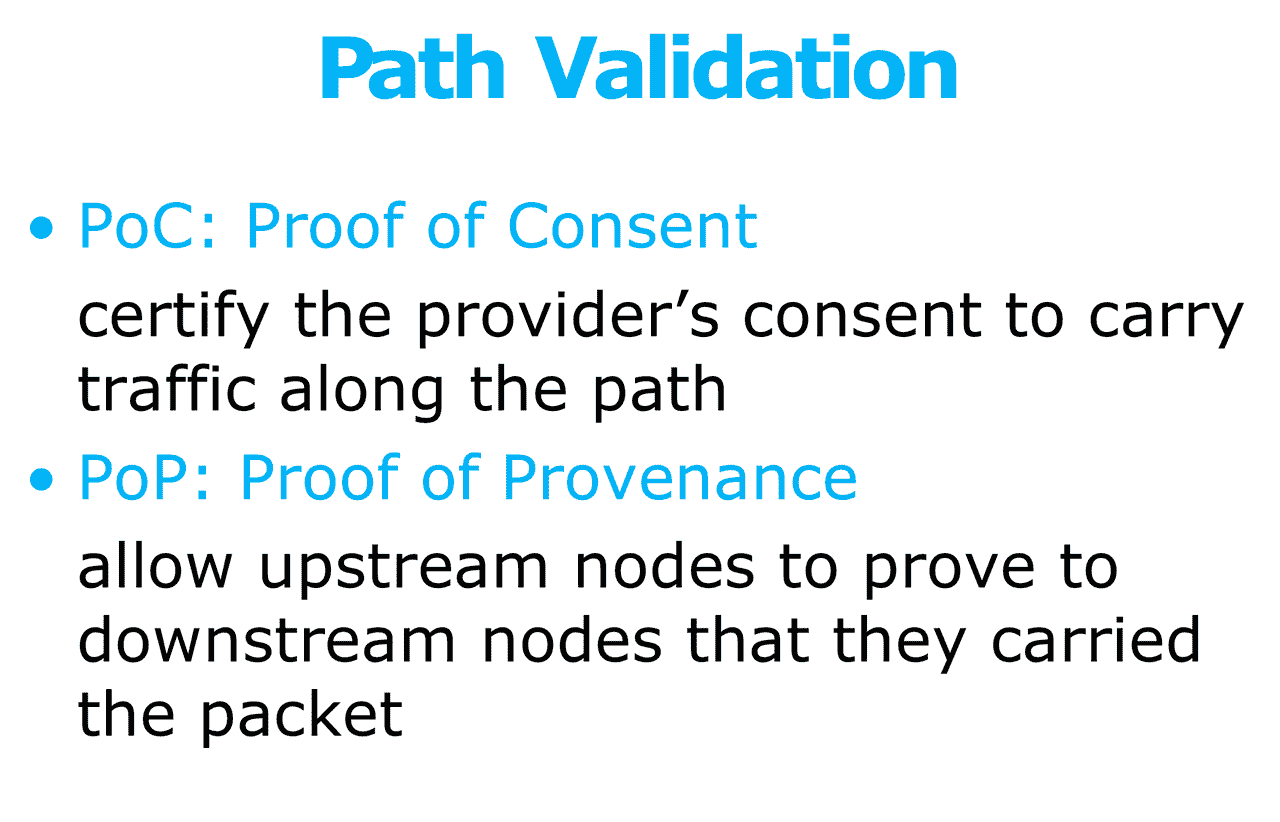 Path Validation
• PoC: Proof of Consent
certify the provider’s consent to carry
traffic along the path
• PoP: Proof of Provenance
allow upstream nodes to prove to
downstream nodes that they carried
the packet